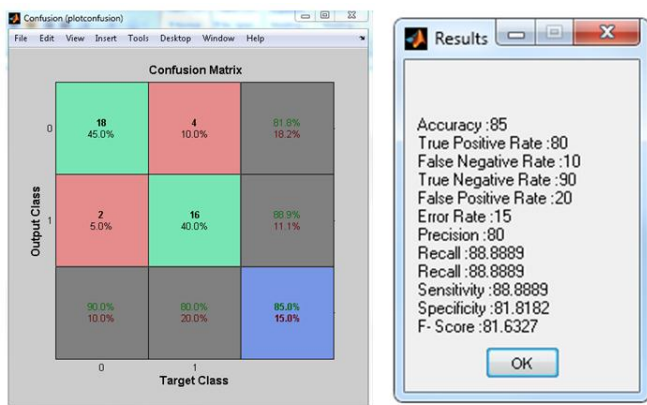 Confusion (plotconfusion)
File Edit View Insert Tools Desktop Window Help
Confusion Matrix
Output Class
0
18
45.0%
4
10.0%
81.8%
18.2%
1
2
5.0%
16
40.0%
88.9%
11.1%
90.0%
10.0%
80.0%
20.0%
85.0%
15.0%
0 1
Target Class
Results
Accuracy :85
True Positive Rate :80
False Negative Rate :10
True Negative Rate :90
False Positive Rate :20
Error Rate :15
Precision :80
Recall :88.8889
Recall :88.8889
Sensitivity :88.8889
Specificity :81.8182
F- Score :81.6327
OK